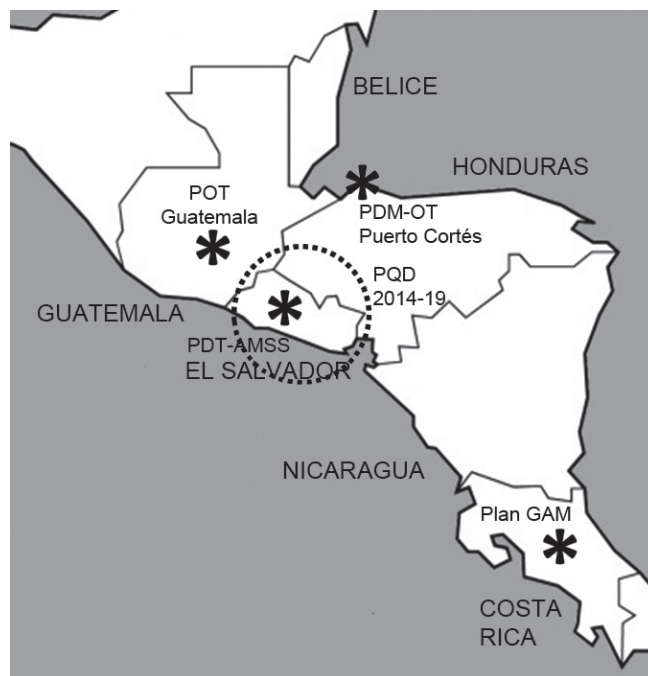 BELICE
HONDURAS
POT
Guatemala
PDM-OT
Puerto Cortés
PQD
2014-19
GUATEMALA
PDT-AMSS
EL SALVADOR
NICARAGUA
Plan GAM
COSTA
RICA